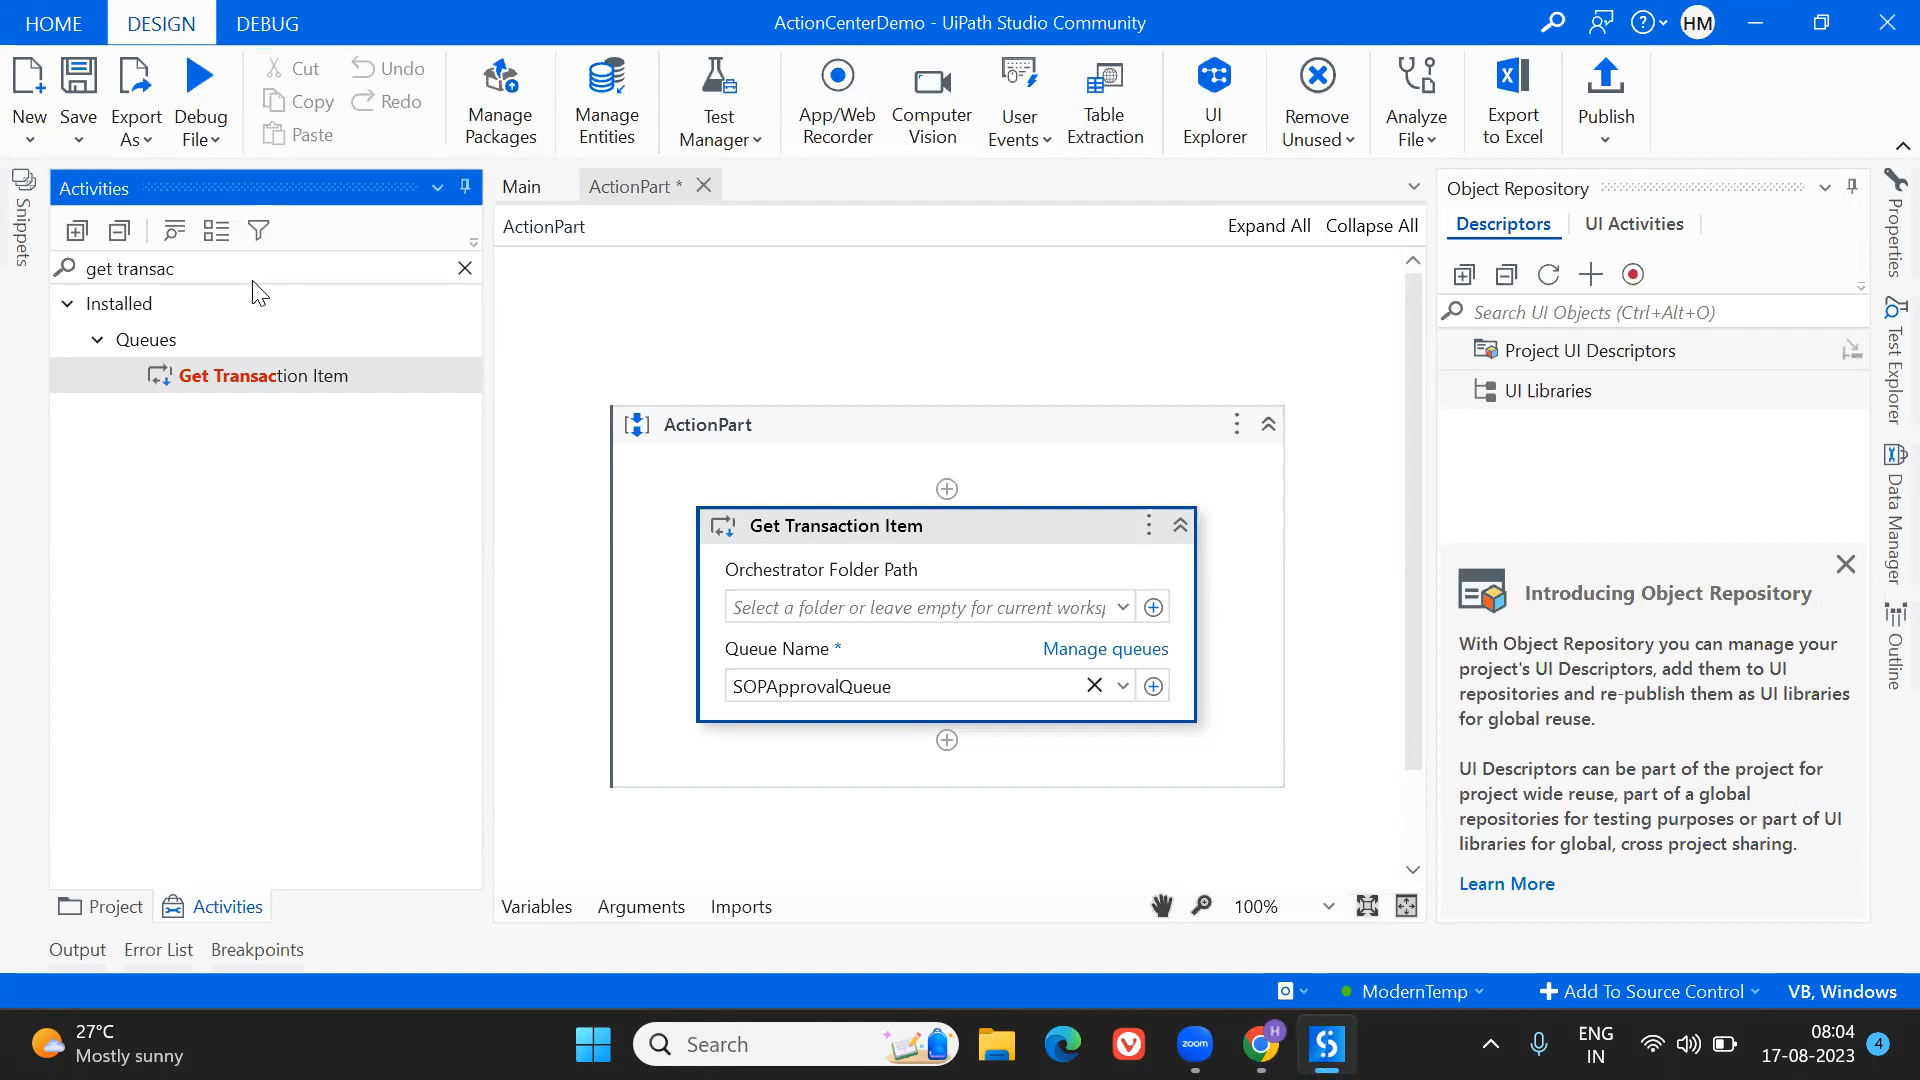 HOME
DESIGN
DEBUG
ActionCenterDemo - UiPath Studio Community
HM
New
Save
Export
As
Debug
File
Cut
Copy
Paste
Undo
Redo
Manage
Packages
Manage
Entities
Test
Manager
App/Web
Recorder
Computer
Vision
User
Events
Table
Extraction
UI
Explorer
Remove
Unused
Analyze
File
Export
to Excel
Publish
Snippets
Activities
get transac
Installed
Queues
Get Transaction Item
Project
Activities
Main
ActionPart *
ActionPart
Expand All
Collapse All
ActionPart
Get Transaction Item
Orchestrator Folder Path
Select a folder or leave empty for current worksp
Queue Name *
Manage queues
SOPApprovalQueue
Variables
Arguments
Imports
100%
Object Repository
Descriptors
UI Activities
Search UI Objects (Ctrl+Alt+O)
Project UI Descriptors
UI Libraries
Introducing Object Repository
With Object Repository you can manage your
project's UI Descriptors, add them to UI
repositories and re-publish them as UI libraries
for global reuse.
UI Descriptors can be part of the project for
project wide reuse, part of a global
repositories for testing purposes or part of UI
libraries for global, cross project sharing.
Learn More
Properties
Test Explorer
Data Manager
Outline
Output
Error List
Breakpoints
ModernTemp
Add To Source Control
VB, Windows
27°C
Mostly sunny
Search
zoom
H
ENG
IN
08:04
17-08-2023
4